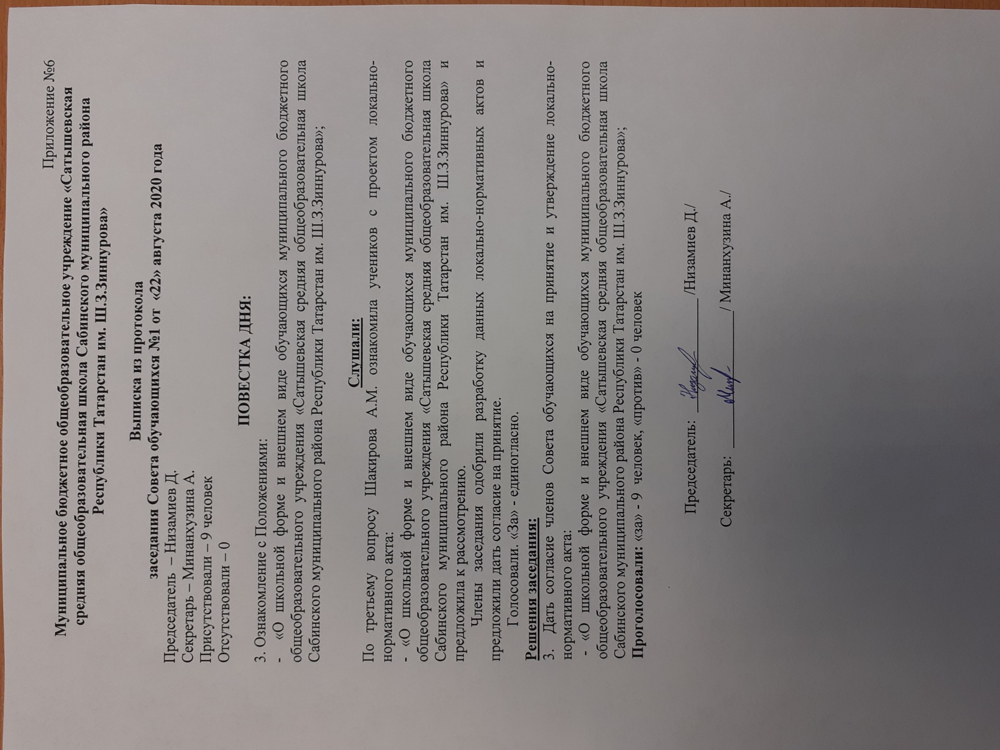 Приложение №6
Муниципальное бюджетное общеобразовательное учреждение «Сатышевская
средняя общеобразовательная школа Сабинского муниципального района
Республики Татарстан им. Ш.З.Зиннурова»
Выписка из протокола
заседания Совета обучающихся №1 от «22» августа 2020 года
Председатель – Низамиев Д.
Секретарь – Минанхузина А.
Присутствовали – 9 человек
Отсутствовали – 0
ПОВЕСТКА ДНЯ:
3. Ознакомление с Положениями:
- «О школьной форме и внешнем виде обучающихся муниципального бюджетного
общеобразовательного учреждения «Сатышевская средняя общеобразовательная школа
Сабинского муниципального района Республики Татарстан им. Ш.З.Зиннурова»;
Слушали:
По третьему вопросу Шакирова А.М. ознакомила учеников с проектом локально-
нормативного акта:
- «О школьной форме и внешнем виде обучающихся муниципального бюджетного
общеобразовательного учреждения «Сатышевская средняя общеобразовательная школа
Сабинского муниципального района Республики Татарстан им. Ш.З.Зиннурова» и
предложила к рассмотрению.
Члены заседания одобрили разработку данных локально-нормативных актов и
предложили дать согласие на принятие.
Голосовали. «За» - единогласно.
Решения заседания:
3. Дать согласие членов Совета обучающихся на принятие и утверждение локально-
нормативного акта:
- «О школьной форме и внешнем виде обучающихся муниципального бюджетного
общеобразовательного учреждения «Сатышевская средняя общеобразовательная школа
Сабинского муниципального района Республики Татарстан им. Ш.З.Зиннурова»;
Проголосовали: «за» - 9 человек, «против» - 0 человек
Председатель: /Низамиев Д./
Секретарь: / Минанхузина А./